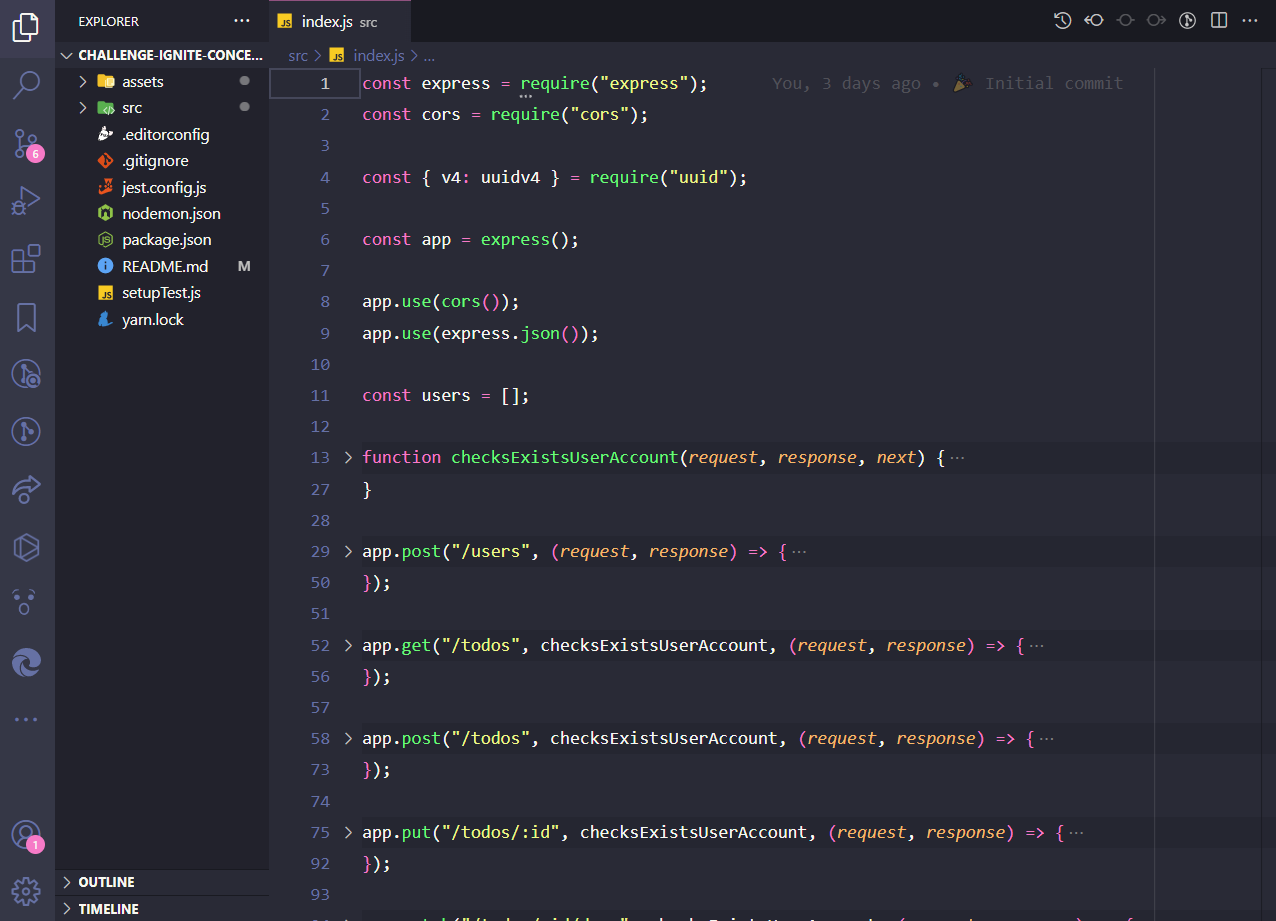 EXPLORER ...
CHALLENGE-IGNITE-CONCE...
assets
src
.editorconfig
.gitignore
jest.config.js
nodemon.json
package.json
README.md M
setupTest.js
yarn.lock
OUTLINE
TIMELINE
6
1
JS index.js src
src > JS index.js > ...
1 const express = require("express"); You, 3 days ago • 🎉 Initial commit
2 const cors = require("cors");
3
4 const { v4: uuidv4 } = require("uuid");
5
6 const app = express();
7
8 app.use(cors());
9 app.use(express.json());
10
11 const users = [];
12
13 > function checksExistsUserAccount(request, response, next) { ···
27 }
28
29 > app.post("/users", (request, response) => { ···
50 });
51
52 > app.get("/todos", checksExistsUserAccount, (request, response) => { ···
56 });
57
58 > app.post("/todos", checksExistsUserAccount, (request, response) => { ···
73 });
74
75 > app.put("/todos/:id", checksExistsUserAccount, (request, response) => { ···
92 });
93